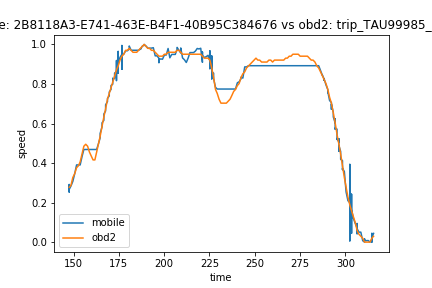 e: 2B8118A3-E741-463E-B4F1-40B95C384676 vs obd2: trip_TAU99985_
1.0
0.8
0.6
0.4
0.2
0.0
speed
mobile
obd2
150 175 200 225 250 275 300
time